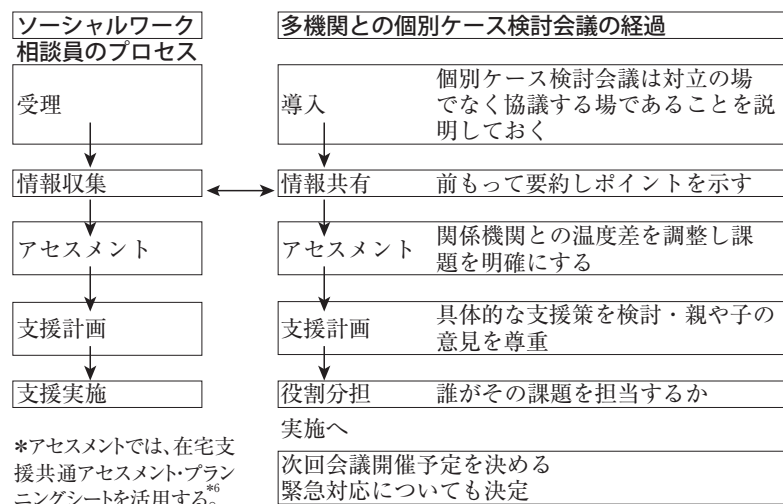 ソーシャルワーク
相談員のプロセス
受理
情報収集
アセスメント
支援計画
支援実施
*アセスメントでは、在宅支
援共通アセスメント・プラン
ニングシートを活用する*6。
多機関との個別ケース検討会議の経過
導入
個別ケース検討会議は対立の場
でなく協議する場であることを説
明しておく
情報共有 前もって要約しポイントを示す
アセスメント
関係機関との温度差を調整し課
題を明確にする
支援計画
具体的な支援策を検討・親や子の
意見を尊重
役割分担 誰がその課題を担当するか
実施へ
次回会議開催予定を決める
緊急対応についても決定